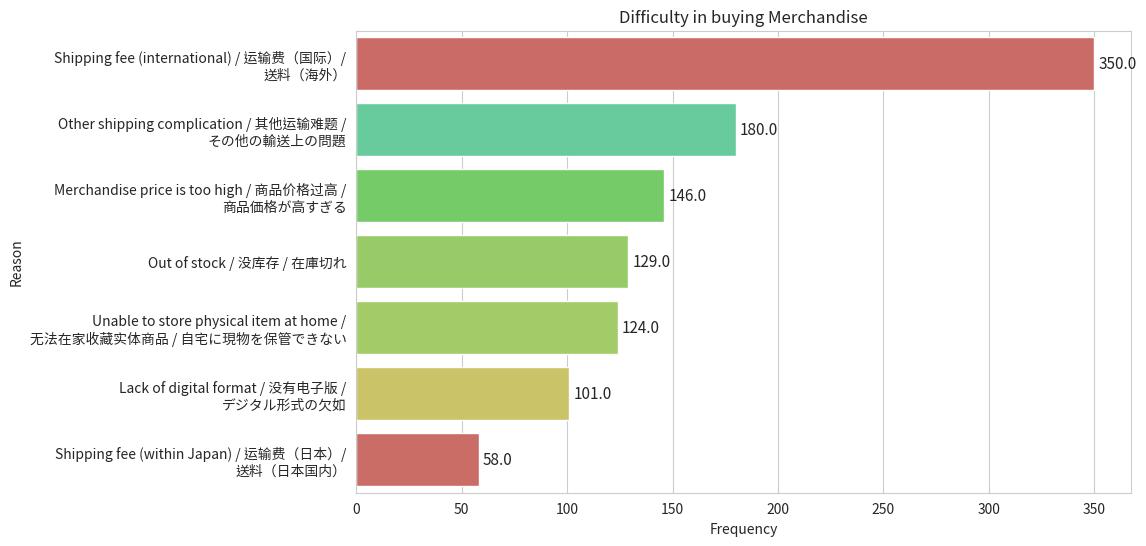 Difficulty in buying Merchandise
Shipping fee (international) / 运输费（国际）/
送料（海外）
350.0
Other shipping complication / 其他运输难题 /
その他の輸送上の問題
180.0
Merchandise price is too high / 商品价格过高 /
商品価格が高すぎる
146.0
Out of stock / 没库存 / 在庫切れ
129.0
Unable to store physical item at home /
无法在家收藏实体商品 / 自宅に現物を保管できない
124.0
Lack of digital format / 没有电子版 /
デジタル形式の欠如
101.0
Shipping fee (within Japan) / 运输费（日本）/
送料（日本国内）
58.0
Reason
0 50 100 150 200 250 300 350
Frequency